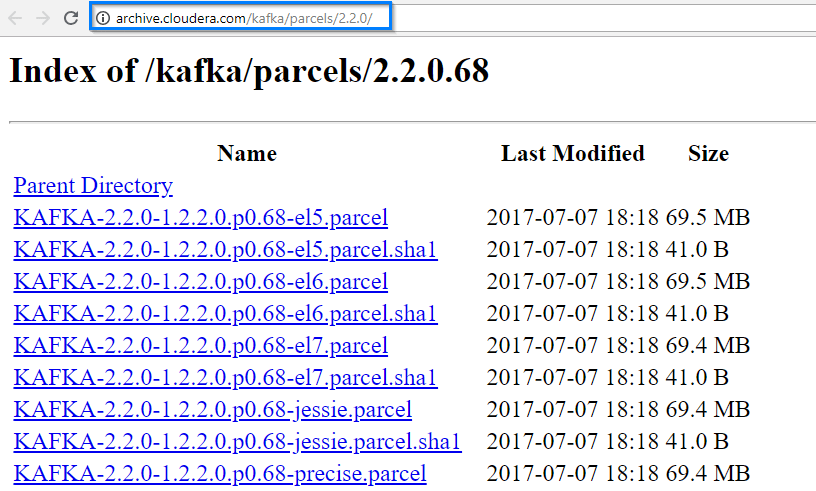 archive.cloudera.com/kafka/parcels/2.2.0/
Index of /kafka/parcels/2.2.0.68
Name Last Modified Size
Parent Directory
KAFKA-2.2.0-1.2.2.0.p0.68-el5.parcel 2017-07-07 18:18 69.5 MB
KAFKA-2.2.0-1.2.2.0.p0.68-el5.parcel.sha1 2017-07-07 18:18 41.0 B
KAFKA-2.2.0-1.2.2.0.p0.68-el6.parcel 2017-07-07 18:18 69.5 MB
KAFKA-2.2.0-1.2.2.0.p0.68-el6.parcel.sha1 2017-07-07 18:18 41.0 B
KAFKA-2.2.0-1.2.2.0.p0.68-el7.parcel 2017-07-07 18:18 69.4 MB
KAFKA-2.2.0-1.2.2.0.p0.68-el7.parcel.sha1 2017-07-07 18:18 41.0 B
KAFKA-2.2.0-1.2.2.0.p0.68-jessie.parcel 2017-07-07 18:18 69.4 MB
KAFKA-2.2.0-1.2.2.0.p0.68-jessie.parcel.sha1 2017-07-07 18:18 41.0 B
KAFKA-2.2.0-1.2.2.0.p0.68-precise.parcel 2017-07-07 18:18 69.4 MB